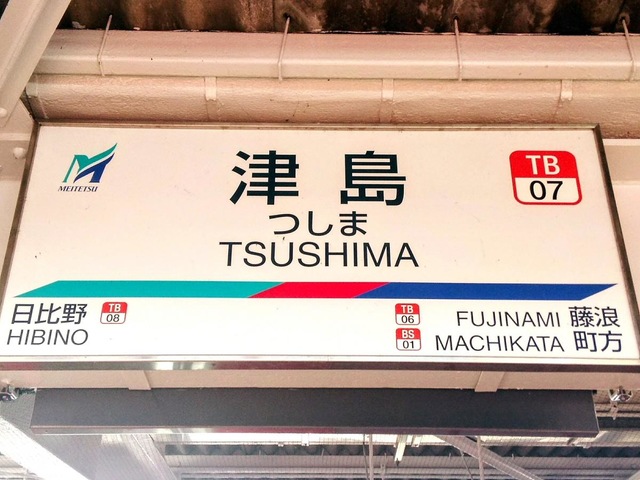 MEITETSU
津島
TB
07
つしま
TSUSHIMA
日比野
HIBINO
TB
08
TB
06
FUJINAMI 藤浪
BS
01
MACHIKATA 町方